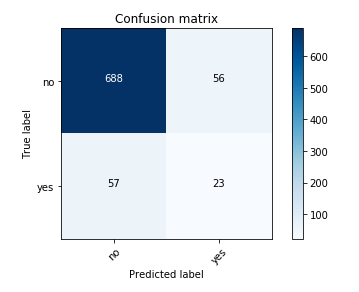 Confusion matrix
True label
no
688
56
yes
57
23
no
yes
Predicted label
600
500
400
300
200
100